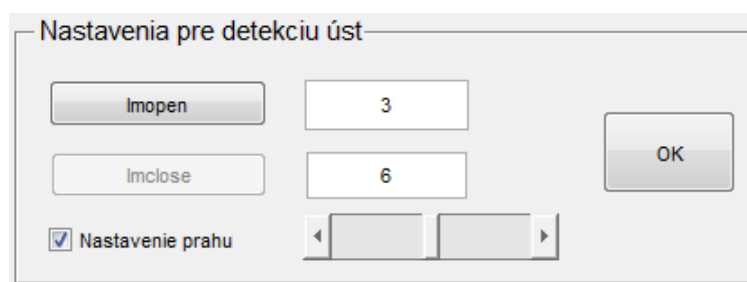 Nastavenia pre detekciu úst
Imopen 3
Imclose 6
OK
Nastavenie prahu